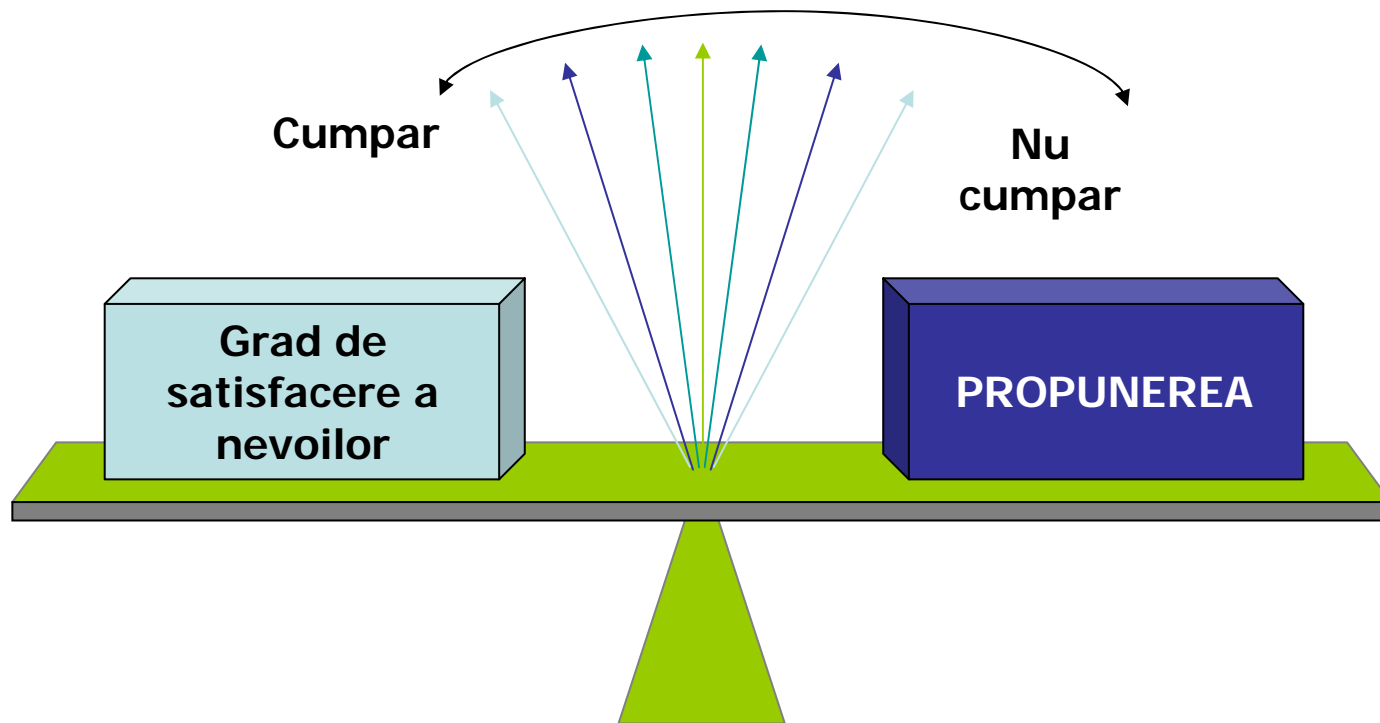 Cumpar
Nu
cumpar
Grad de
satisfacere a
nevoilor
PROPUNEREA